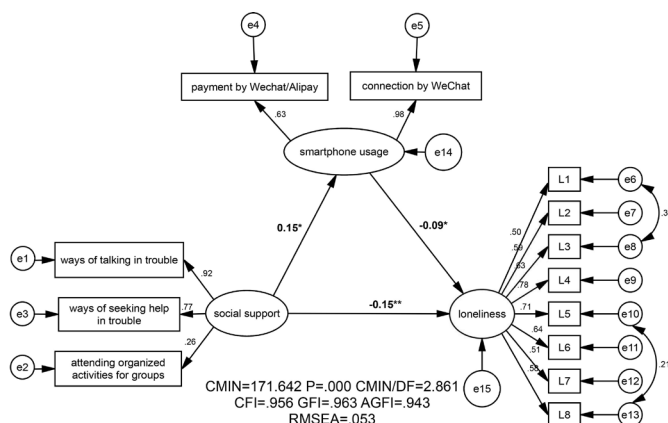 e4
e5
payment by Wechat/Alipay
connection by WeChat
.63
.98
smartphone usage
e14
0.15*
-0.09*
e1
ways of talking in trouble
.92
e3
ways of seeking help
in trouble
.77
social support
-0.15**
loneliness
e2
attending organized
activities for groups
.26
e15
.50
L1
e6
.59
L2
e7
.63
L3
e8
.78
L4
e9
.71
L5
e10
.64
L6
e11
.51
L7
e12
L8
e13
.3
.21
CMIN=171.642 P=.000 CMIN/DF=2.861
CFI=.956 GFI=.963 AGFI=.943
RMSEA=.053